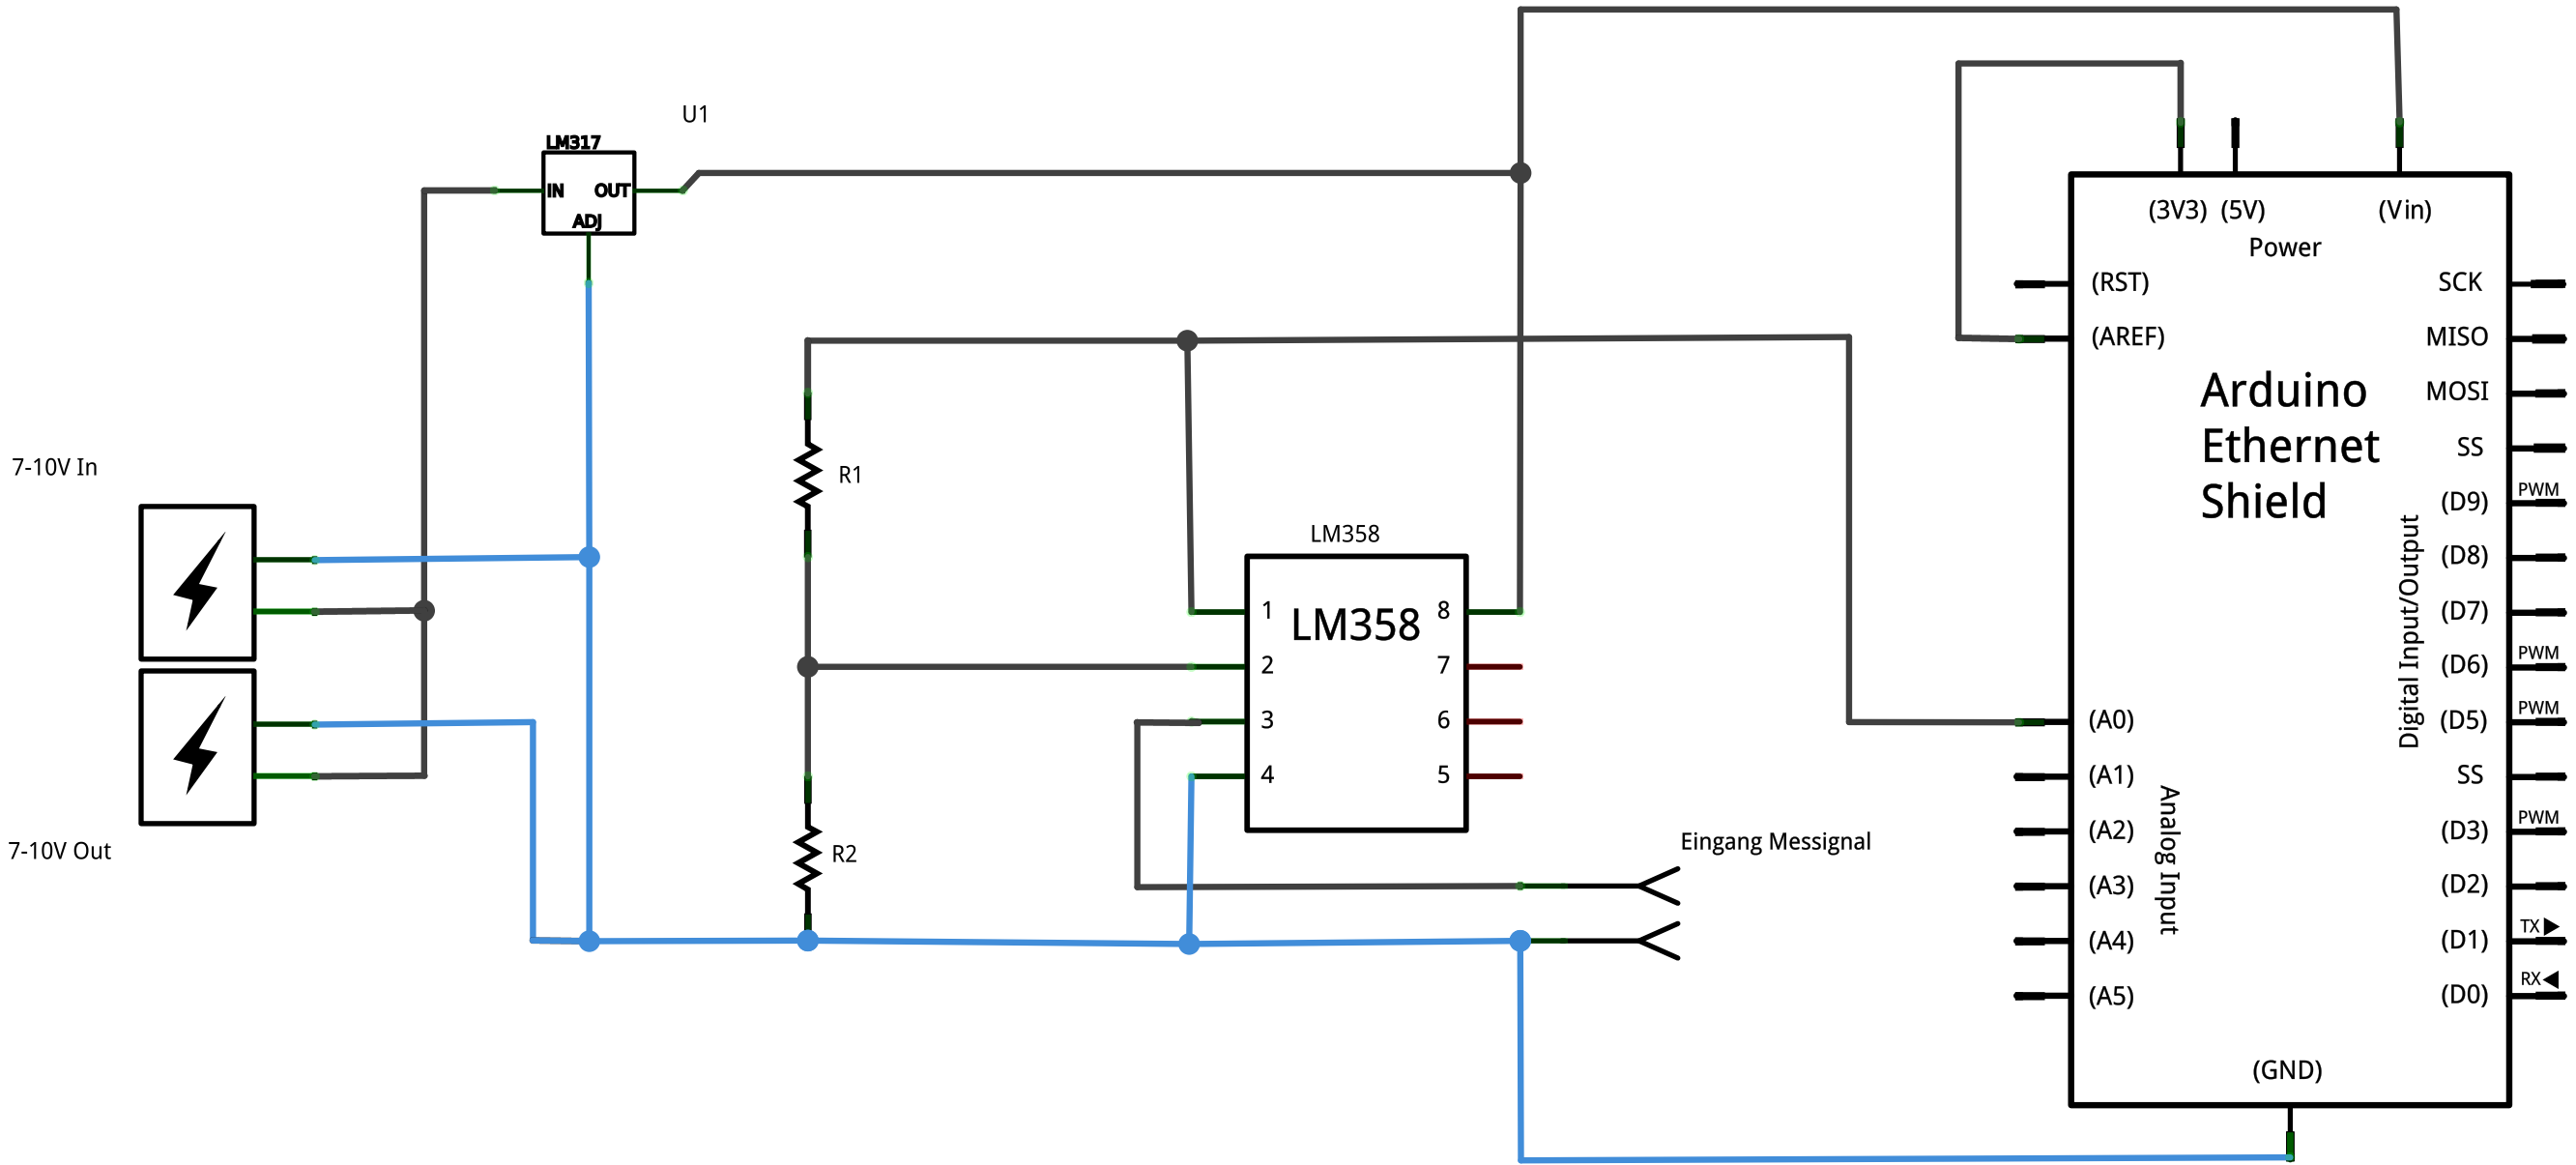 U1
LM317
IN
OUT
ADJ
7-10V In
7-10V Out
R1
R2
LM358
LM358
1
2
3
4
8
7
6
5
Eingang Messignal
(3V3)
(5V)
(Vin)
Power
(RST)
(AREF)
Arduino
Ethernet
Shield
(A0)
(A1)
(A2)
(A3)
(A4)
(A5)
Analog Input
SCK
MISO
MOSI
SS
(D9)
PWM
(D8)
(D7)
(D6)
PWM
(D5)
PWM
SS
(D3)
PWM
(D2)
(D1)
TX
(D0)
RX
Digital Input/Output
(GND)